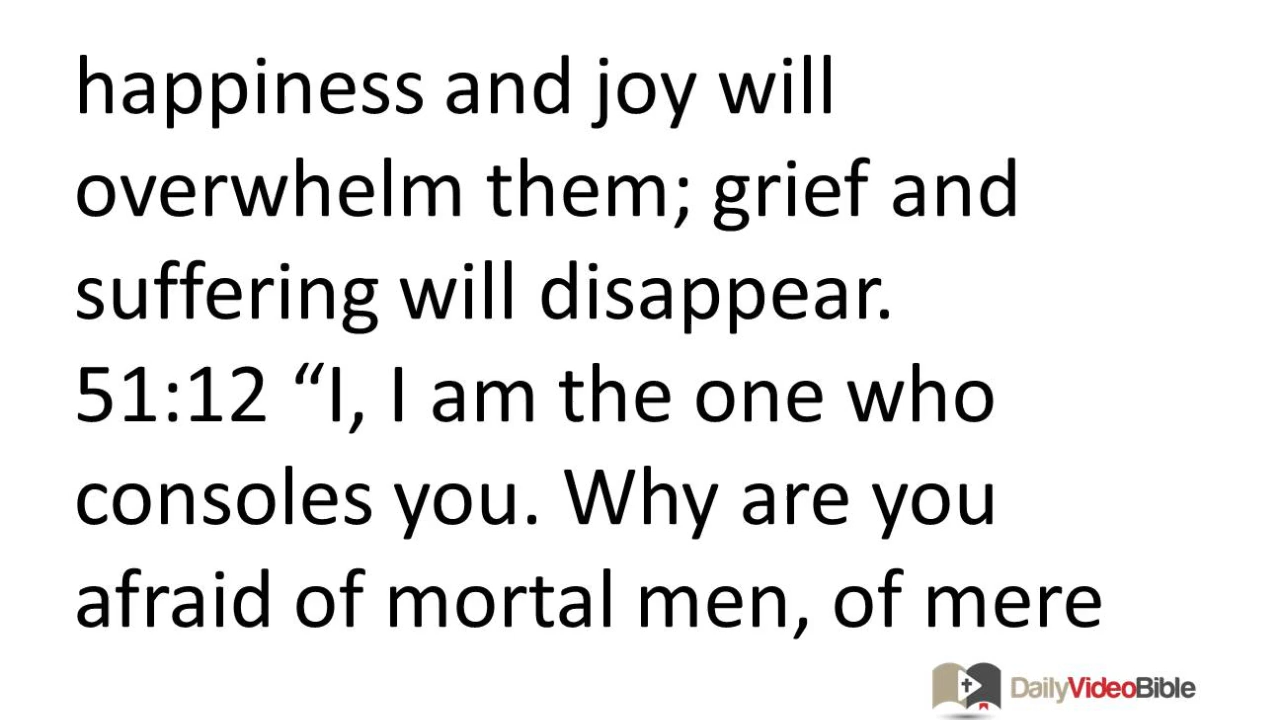 happiness and joy will
overwhelm them; grief and
suffering will disappear.
51:12 “I, I am the one who
consoles you. Why are you
afraid of mortal men, of mere
DailyVideoBible